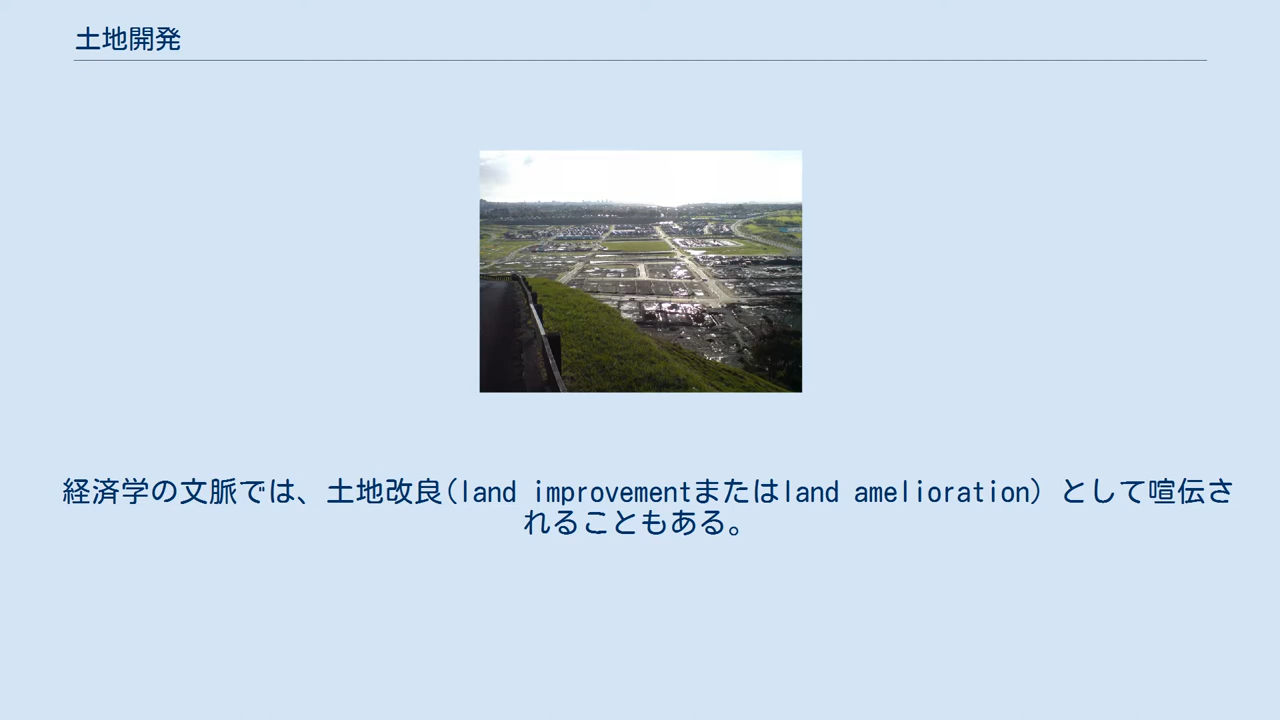 土地開発
経済学の文脈では、土地改良(land improvementまたはland amelioration) として喧伝さ
れることもある。